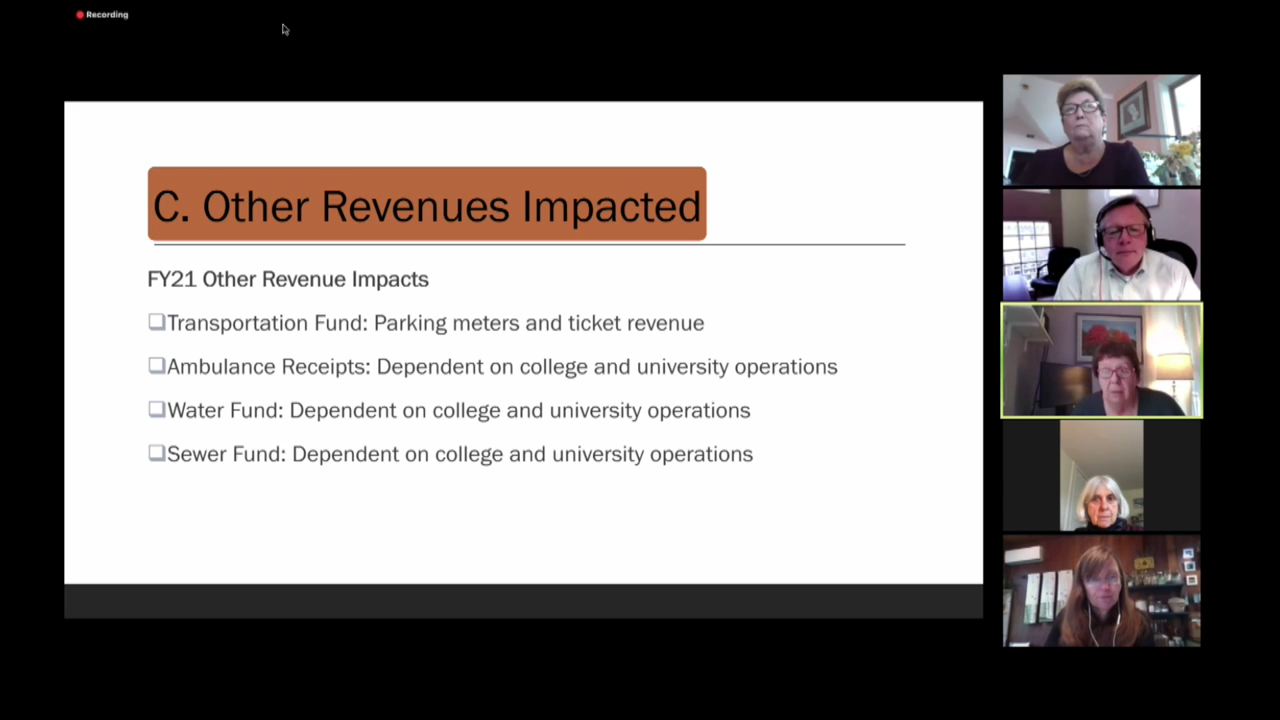 Recording
C. Other Revenues Impacted
FY21 Other Revenue Impacts
Transportation Fund: Parking meters and ticket revenue
Ambulance Receipts: Dependent on college and university operations
Water Fund: Dependent on college and university operations
Sewer Fund: Dependent on college and university operations